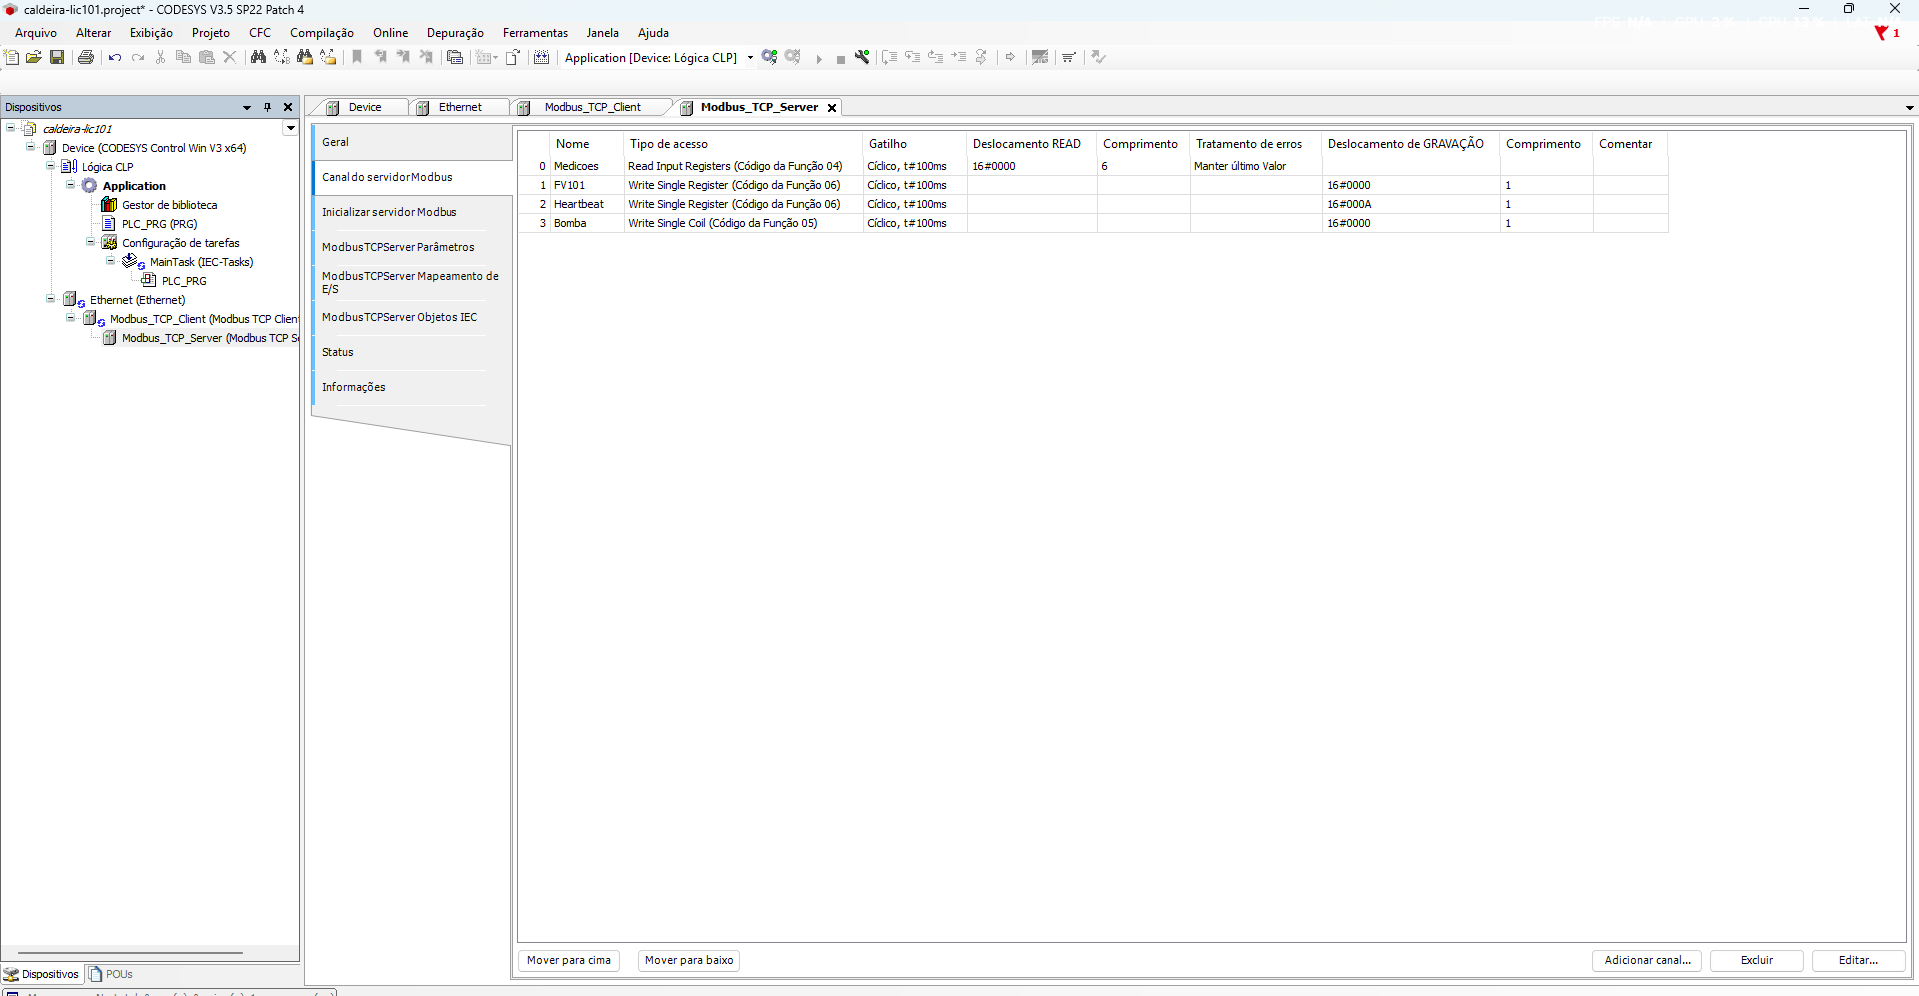 caldeira-lic101.project* - CODESYS V3.5 SP22 Patch 4
Arquivo Alterar Exibição Projeto CFC Compilação Online Depuração Ferramentas Janela Ajuda
1
Application [Device: Lógica CLP]
Dispositivos
caldeira-lic101
Device (CODESYS Control Win V3 x64)
Lógica CLP
Application
Gestor de biblioteca
PLC_PRG (PRG)
Configuração de tarefas
MainTask (IEC-Tasks)
PLC_PRG
Ethernet (Ethernet)
Modbus_TCP_Client (Modbus TCP Clien
Modbus_TCP_Server (Modbus TCP S
Dispositivos POUs
Device Ethernet Modbus_TCP_Client Modbus_TCP_Server
Geral
Canal do servidor Modbus
Inicializar servidor Modbus
ModbusTCPServer Parâmetros
ModbusTCPServer Mapeamento de
E/S
ModbusTCPServer Objetos IEC
Status
Informações
Nome Tipo de acesso Gatilho Deslocamento READ Comprimento Tratamento de erros Deslocamento de GRAVAÇÃO Comprimento Comentar
0 Medicoes Read Input Registers (Código da Função 04) Cíclico, t#100ms 16#0000 6 Manter último Valor
1 FV101 Write Single Register (Código da Função 06) Cíclico, t#100ms 16#0000 1
2 Heartbeat Write Single Register (Código da Função 06) Cíclico, t#100ms 16#000A 1
3 Bomba Write Single Coil (Código da Função 05) Cíclico, t#100ms 16#0000 1
Mover para cima Mover para baixo Adicionar canal... Excluir Editar...